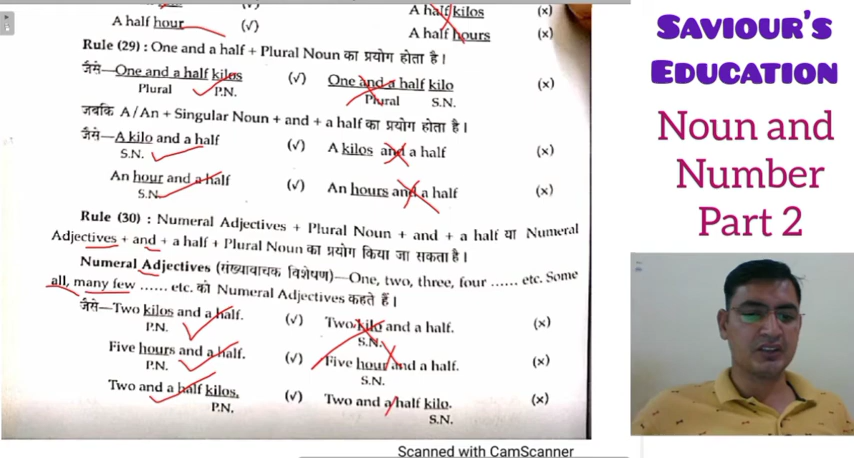 A half kilos (x)
A half hour (√) A half hours (x)
Rule (29) : One and a half + Plural Noun का प्रयोग होता है।
जैसे—One and a half kilos (√) One and a half kilo (x)
Plural P.N. Plural S.N.
जबकि A/An + Singular Noun + and + a half का प्रयोग होता है।
जैसे—A kilo and a half (√) A kilos and a half (x)
S.N.
An hour and a half (√) An hours and a half (x)
S.N.
Rule (30) : Numeral Adjectives + Plural Noun + and + a half या Numeral
Adjectives + and + a half + Plural Noun का प्रयोग किया जा सकता है।
Numeral Adjectives (संख्यावाचक विशेषण)—One, two, three, four ...... etc. Some
all, many few ...... etc. को Numeral Adjectives कहते हैं।
जैसे—Two kilos and a half. (√) Two kilo and a half. (x)
P.N. S.N.
Five hours and a half. (√) Five hour and a half. (x)
P.N. S.N.
Two and a half kilos, (√) Two and a half kilo. (x)
P.N. S.N.
Scanned with CamScanner
SAVIOUR'S
EDUCATION
Noun and
Number
Part 2